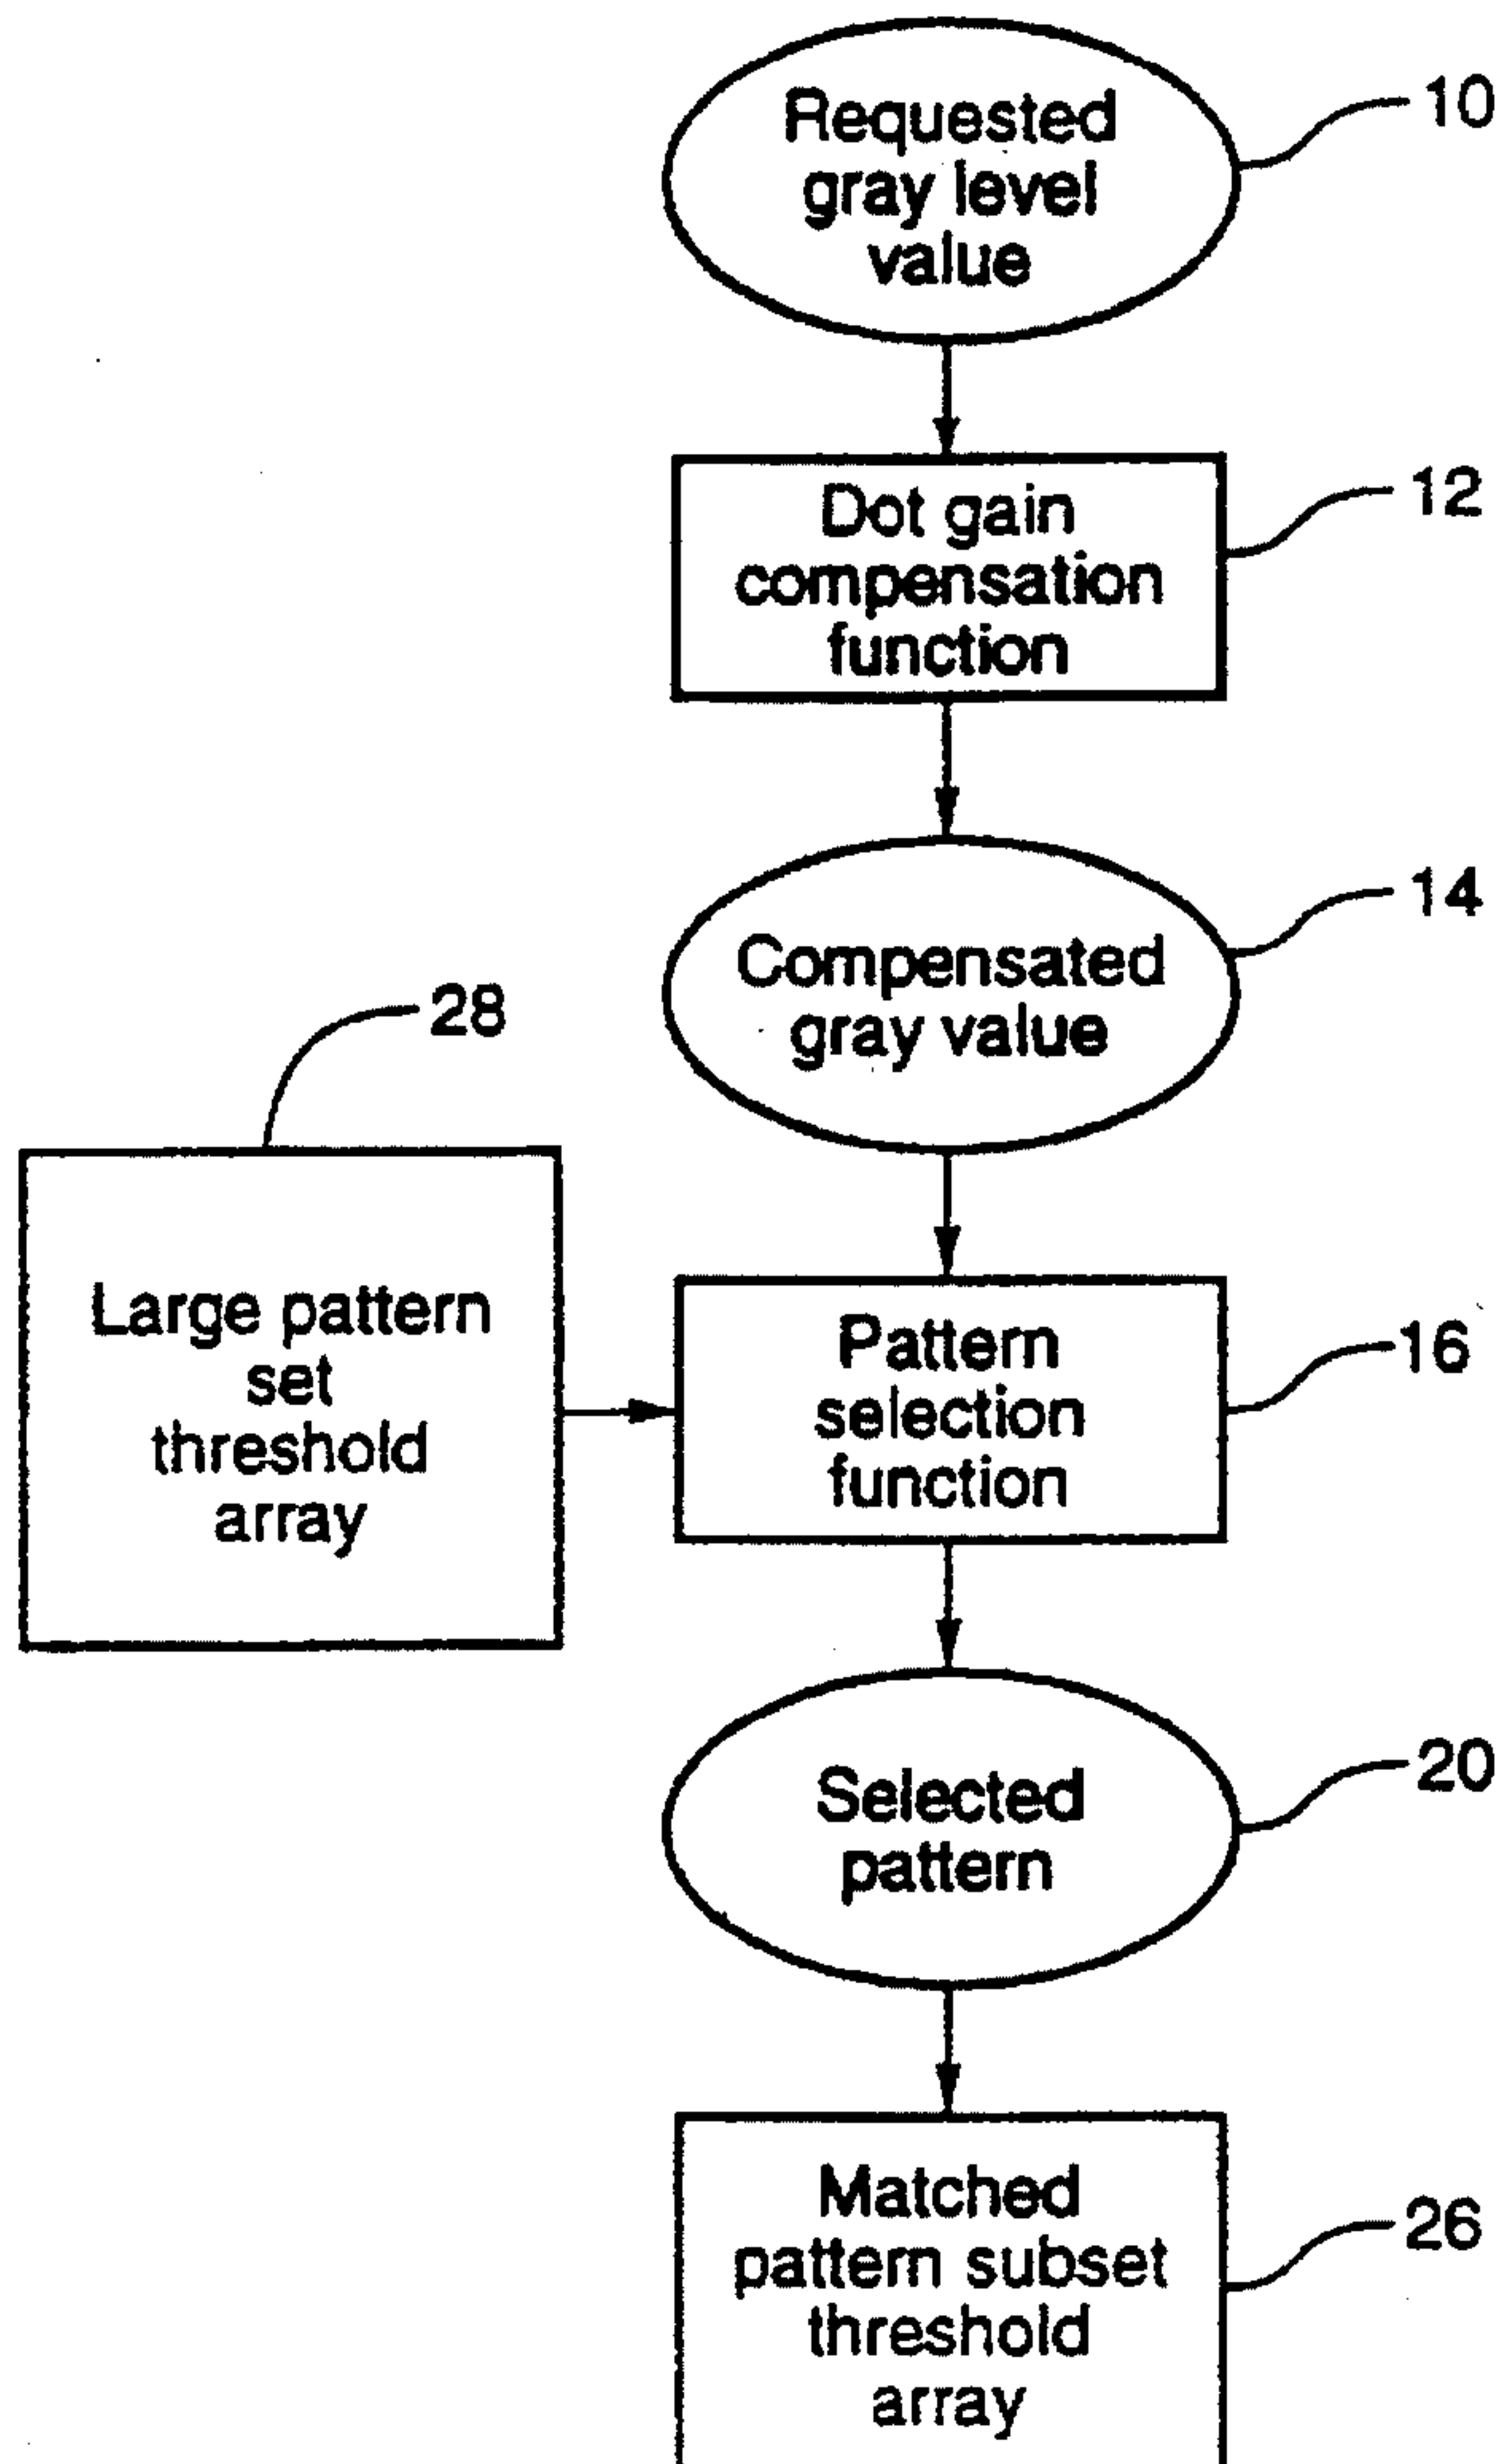 Requested
gray level
value
10
Dot gain
compensation
function
12
Compensated
gray value
14
28
Large pattern
set
threshold
array
Pattern
selection
function
16
Selected
pattern
20
Matched
pattern subset
threshold
array
26